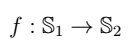 f : 𝕊₁ → 𝕊₂